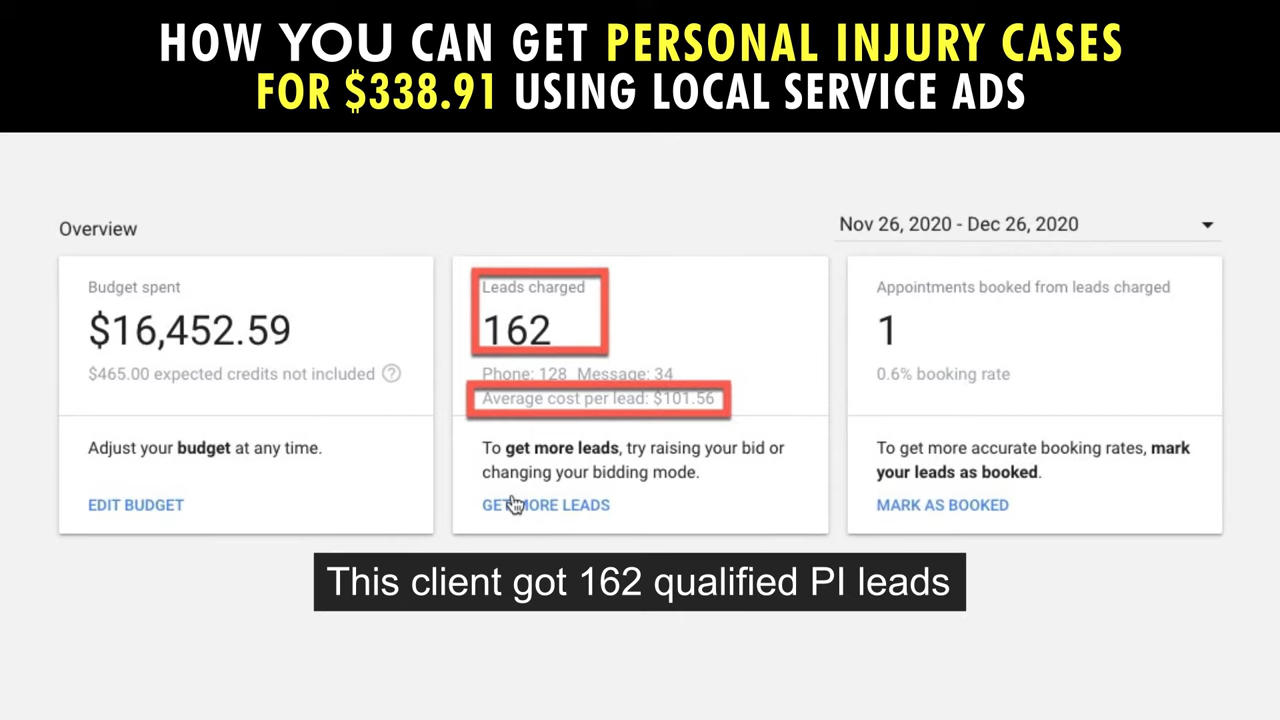 HOW YOU CAN GET PERSONAL INJURY CASES
FOR $338.91 USING LOCAL SERVICE ADS
Overview
Nov 26, 2020 - Dec 26, 2020
Budget spent
$16,452.59
$465.00 expected credits not included ?
Adjust your budget at any time.
EDIT BUDGET
Leads charged
162
Phone: 128 Message: 34
Average cost per lead: $101.56
To get more leads, try raising your bid or
changing your bidding mode.
GET MORE LEADS
Appointments booked from leads charged
1
0.6% booking rate
To get more accurate booking rates, mark
your leads as booked.
MARK AS BOOKED
This client got 162 qualified PI leads